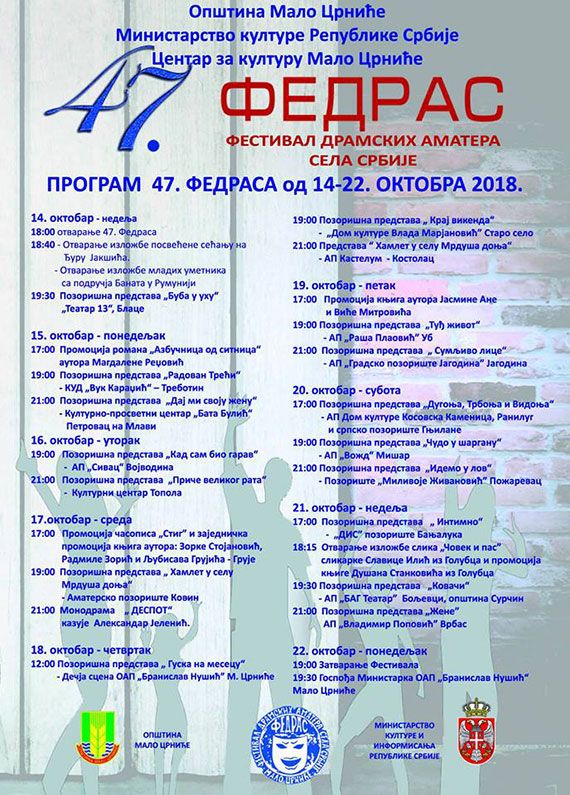 Општина Мало Црниће
Министарство културе Републике Србије
Центар за културу Мало Црниће
47. ФЕДРАС
ФЕСТИВАЛ ДРАМСКИХ АМАТЕРА
СЕЛА СРБИЈЕ
ПРОГРАМ 47. ФЕДРАСА од 14-22. ОКТОБРА 2018.
14. октобар - недеља
18:00 отварање 47. Федраса
18:40 - Отварање изложбе посвећене сећању на
Ђуру Јакшића.
- Отварање изложбе младих уметника
са подручја Баната у Румунији
19:30 Позоришна представа „Буба у уху“
„Театар 13“, Блаце
15. октобар - понедељак
17:00 Промоција романа „Азбучница од ситница“
аутора Магдалене Рецовић
19:00 Позоришна представа „Радован Трећи“
- КУД „Вук Караџић“ – Треботин
21:00 Позоришна представа „Дај ми своју жену“
- Културно-просветни центар „Бата Булић“
Петровац на Млави
16. октобар - уторак
19:00 Позоришна представа „Кад сам био гарав“
- АП „Сивац“ Војводина
21:00 Позоришна представа „Приче великог рата“
- Културни центар Топола
17.октобар - среда
17:00 Промоција часописа „Стиг“ и заједничка
промоција књига аутора: Зорке Стојановић,
Радмиле Зорић и Љубисава Грујића - Грује
19:00 Позоришна представа „ Хамлет у селу
Мрдуша доња“
- Аматерско позориште Ковин
21:00 Монодрама „ ДЕСПОТ“
казује Александар Јеленић.
18. октобар - четвртак
12:00 Позоришна представа „ Гуска на месецу“
- Дечја сцена ОАП „Бранислав Нушић“ М. Црниће
19:00 Позоришна представа „ Крај викенда“
- „Дом културе Влада Марјановић“ Старо село
21:00 Представа “ Хамлет у селу Мрдуша доња“
- АП Кастелум - Костолац
19. октобар - петак
17:00 Промоција књига аутора Јасмине Ане
и Виће Митровића
19:00 Позоришна представа „Туђ живот“
- АП „Раша Плаовић“ Уб
21:00 Позоришна представа „ Сумљиво лице“
- АП „Градско позориште Јагодина“ Јагодина
20. октобар - субота
17:00 Позоришна представа „Дугоња, Трбоња и Видоња“
- АП Дом културе Косовска Каменица, Ранилуг
и српско позориште Гњилане
19:00 Позоришна представа „Чудо у шаргану“
- АП „Вожд“ Мишар
21:00 Позоришна представа „Идемо у лов“
- Позориште „Миливоје Живановић“ Пожаревац
21. октобар - недеља
17:00 Позоришна представа „ Интимно“
- „ДИС“ позориште Бањалука
18:15 Отварање изложбе слика „Човек и пас“
сликарке Славице Илић из Голубца и промоција
књиге Душана Станковића из Голубца
19:30 Позоришна представа „Ковачи“
- АП „БАГ Театар“ Бољевци, општина Сурчин
21:00 Позоришна представа „Жене“
АП „Владимир Поповић“ Врбас
22. октобар - понедељак
19:00 Затварање Фестивала
19:30 Госпођа Министарка ОАП „Бранислав Нушић“
Мало Црниће
ОПШТИНА
МАЛО ЦРНИЋЕ
ФЕДРАС
МИНИСТАРСТВО
КУЛТУРЕ И
ИНФОРМИСАЊА
РЕПУБЛИКЕ СРБИЈЕ